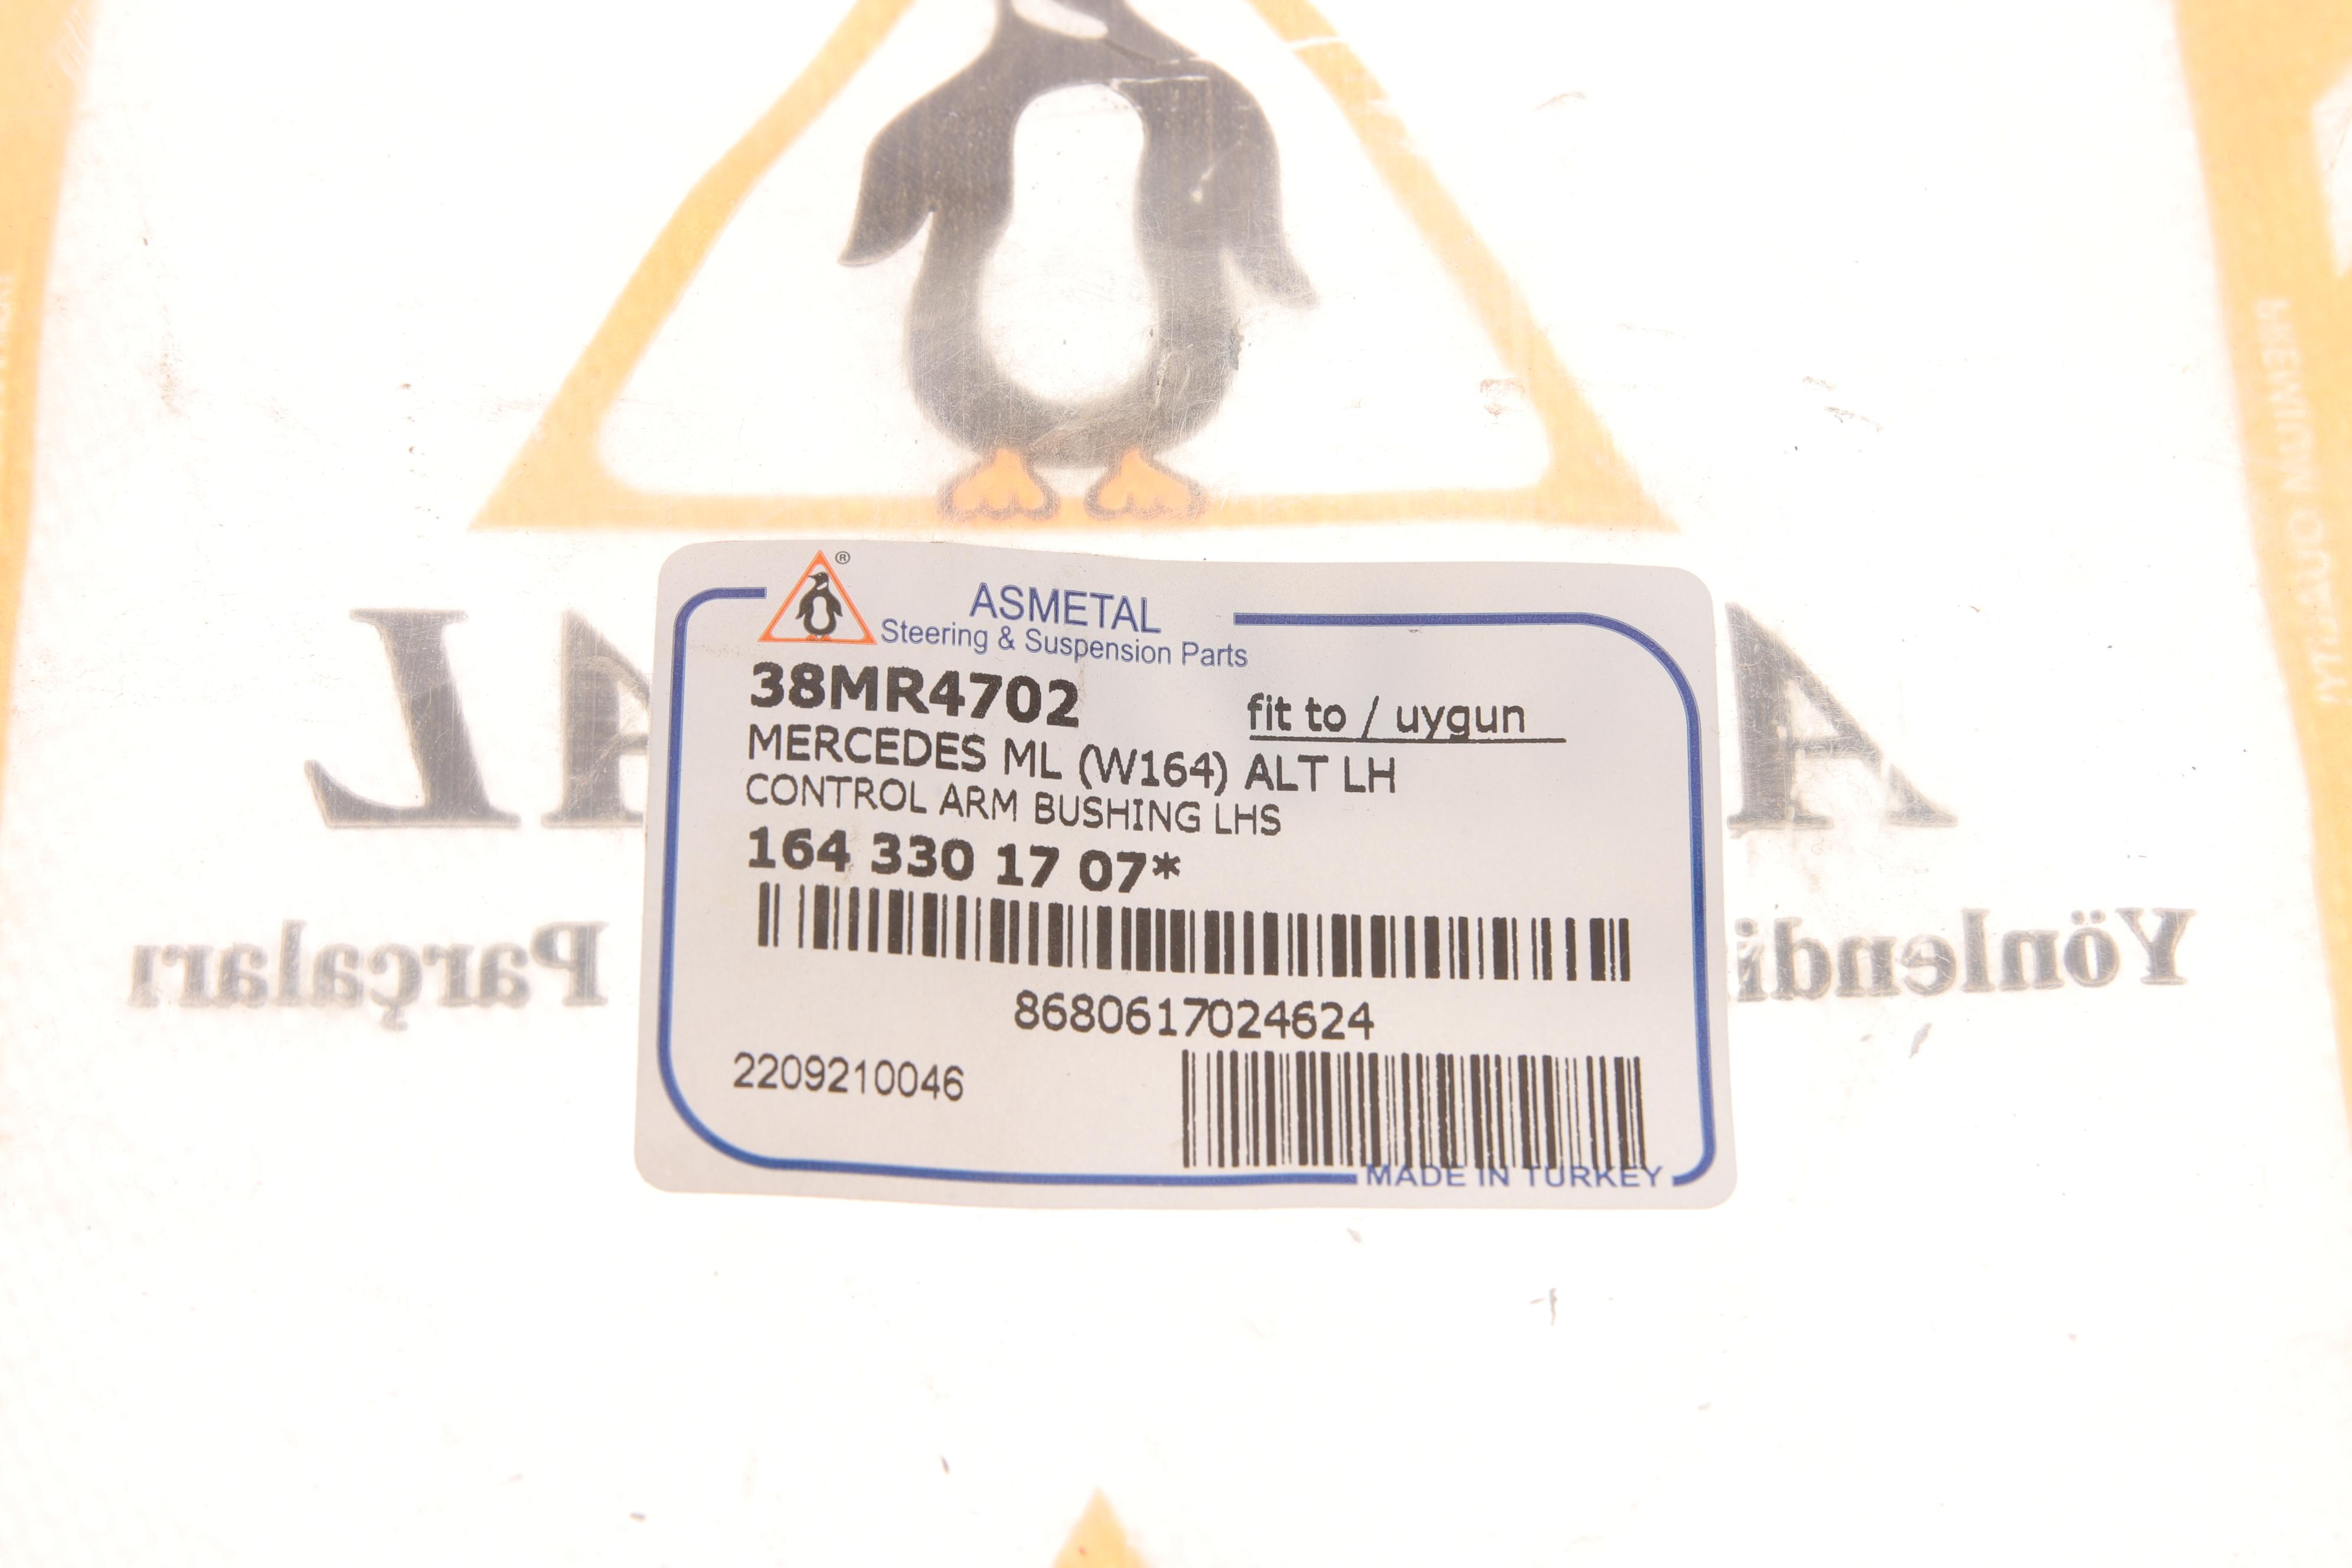 ®
ASMETAL
Steering & Suspension Parts
38MR4702
fit to / uygun
MERCEDES ML (W164) ALT LH
CONTROL ARM BUSHING LHS
164 330 17 07*
8680617024624
2209210046
MADE IN TURKEY
Parçaları